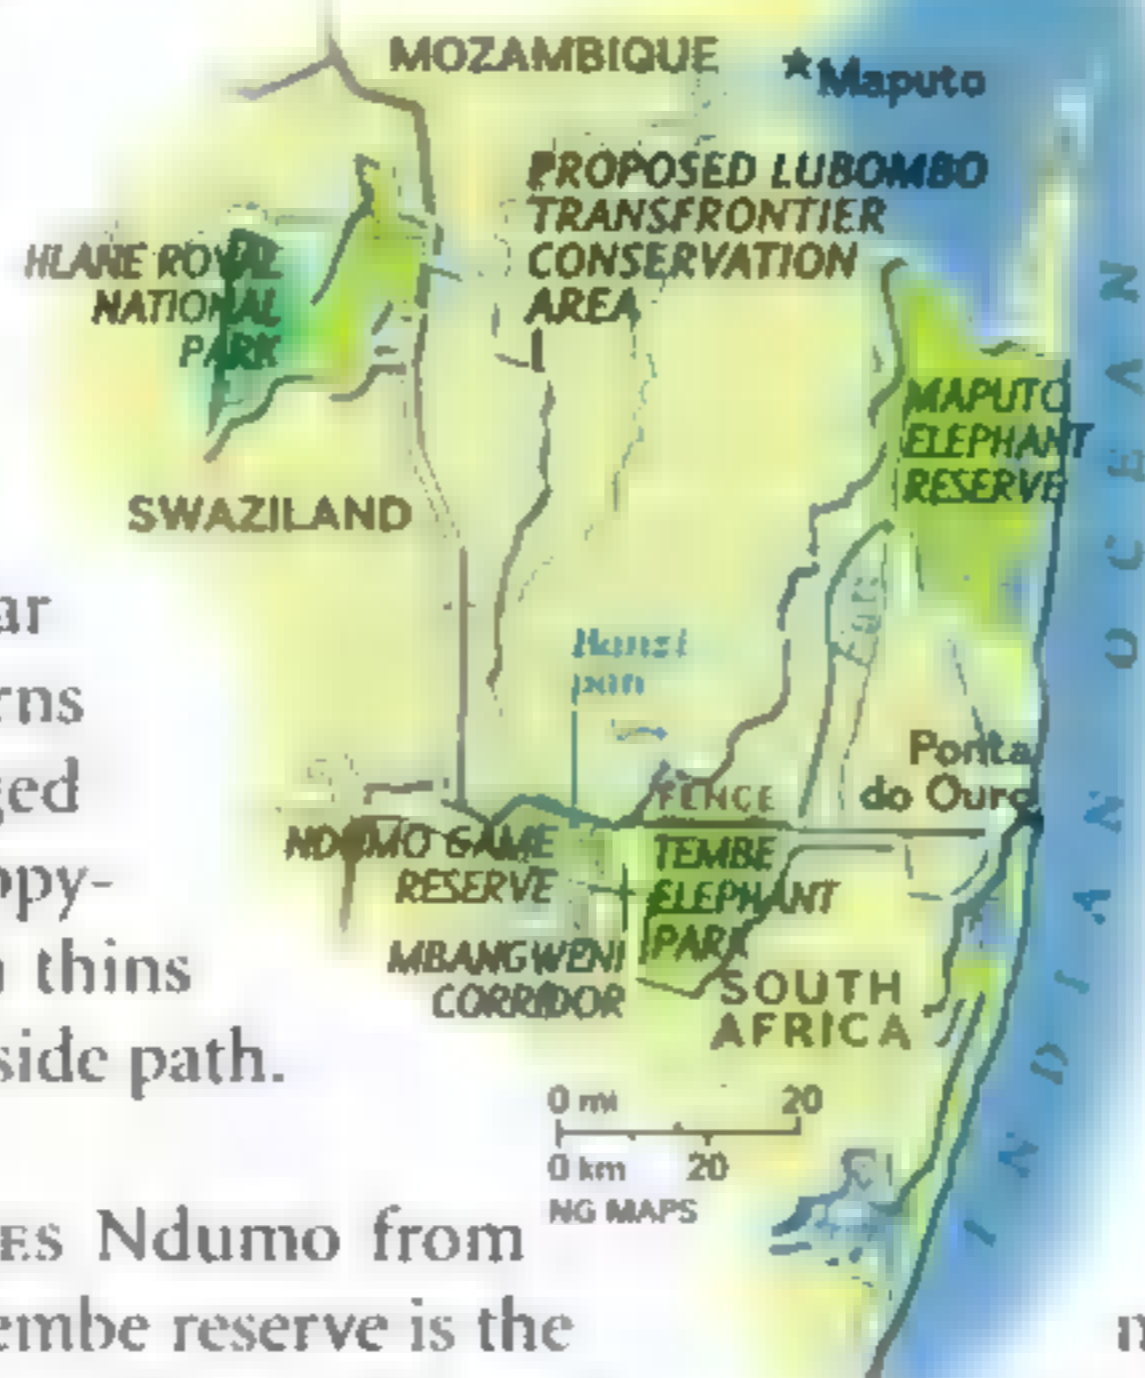 MOZAMBIQUE
Maputo
PROPOSED LUBOMBO
TRANSFRONTIER
CONSERVATION
AREA
HLANE ROYAL
NATIONAL
PARK
MAPUTO
ELEPHANT
RESERVE
SWAZILAND
pan
Ponta
do Ouro
FENCE
NDUMO GAME
RESERVE
TEMBE
ELEPHANT
PARK
MBANGWENI
CORRIDOR
SOUTH
AFRICA
INDIAN OCEAN
0 mi 20
0 km 20
NG MAPS
ar
rns
ged
opy-
thins
side path.
ES Ndumo from
embe reserve is the